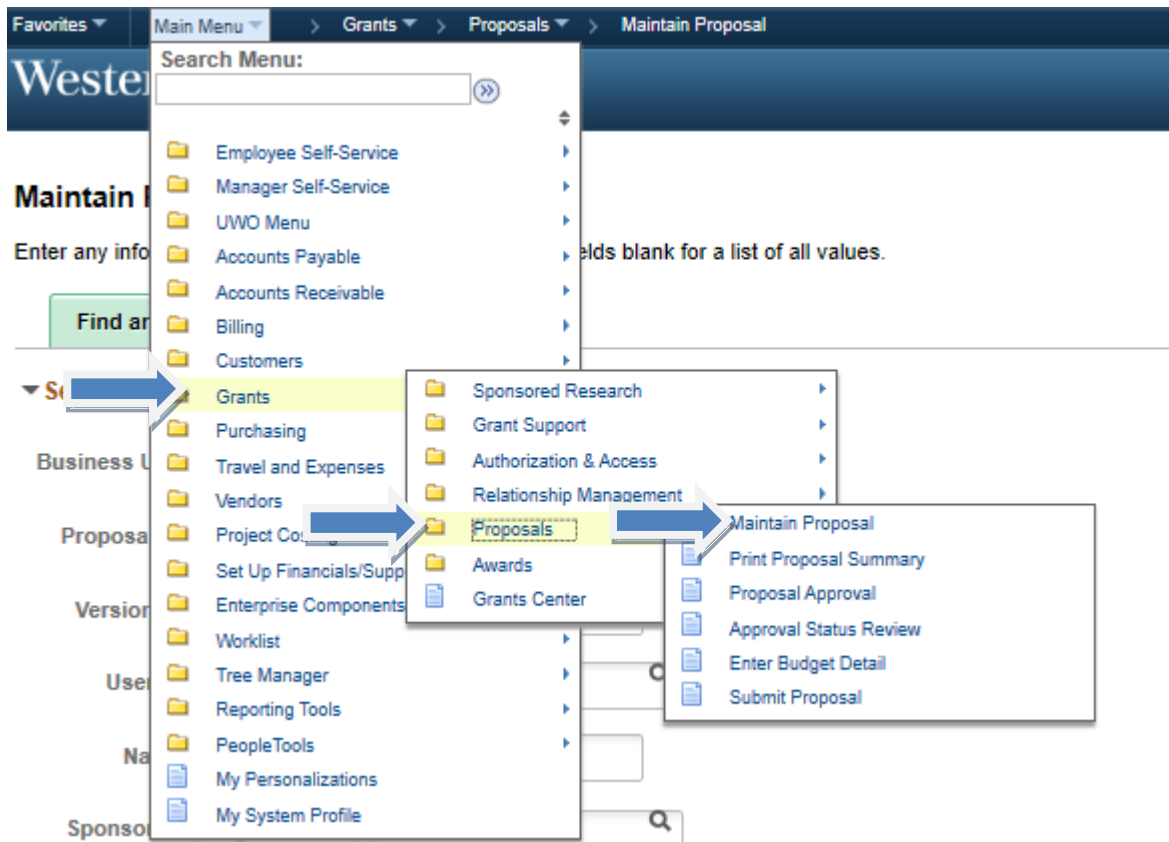 Favorites Main Menu > Grants > Proposals > Maintain Proposal
Search Menu:
Weste
Employee Self-Service
Manager Self-Service
Maintain
UWO Menu
Enter any info
Accounts Payable
elds blank for a list of all values.
Accounts Receivable
Find an
Billing
Customers
Grants
Purchasing
Business U
Travel and Expenses
Vendors
Proposa
Project Cos
Set Up Financials/Supp
Version
Enterprise Components
Worklist
User
Tree Manager
Reporting Tools
Na
PeopleTools
My Personalizations
Sponso
My System Profile
Sponsored Research
Grant Support
Authorization & Access
Relationship Management
Proposals
Awards
Grants Center
Maintain Proposal
Print Proposal Summary
Proposal Approval
Approval Status Review
Enter Budget Detail
Submit Proposal